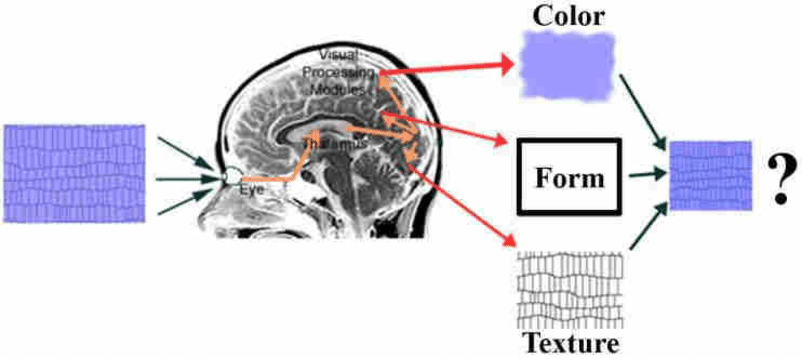 Color
Visual
Processing
Modules
Thalamus
Eye
Form
?
Texture